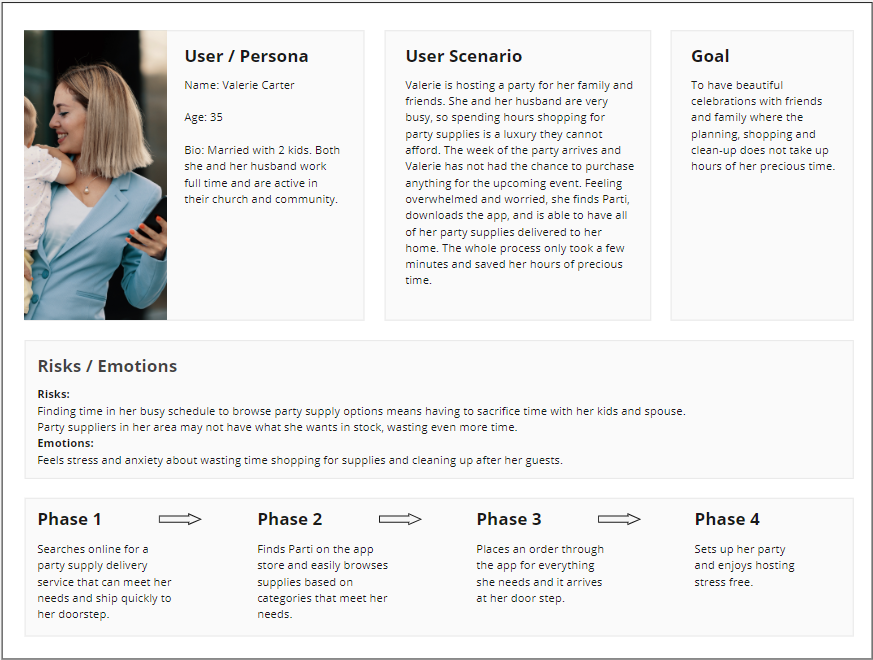 User / Persona
Name: Valerie Carter
Age: 35
Bio: Married with 2 kids. Both
she and her husband work
full time and are active in
their church and community.
User Scenario
Valerie is hosting a party for her family and
friends. She and her husband are very
busy, so spending hours shopping for
party supplies is a luxury they cannot
afford. The week of the party arrives and
Valerie has not had the chance to purchase
anything for the upcoming event. Feeling
overwhelmed and worried, she finds Parti,
downloads the app, and is able to have all
of her party supplies delivered to her
home. The whole process only took a few
minutes and saved her hours of precious
time.
Goal
To have beautiful
celebrations with friends
and family where the
planning, shopping and
clean-up does not take up
hours of her precious time.
Risks / Emotions
Risks:
Finding time in her busy schedule to browse party supply options means having to sacrifice time with her kids and spouse.
Party suppliers in her area may not have what she wants in stock, wasting even more time.
Emotions:
Feels stress and anxiety about wasting time shopping for supplies and cleaning up after her guests.
Phase 1
Searches online for a
party supply delivery
service that can meet her
needs and ship quickly to
her doorstep.
Phase 2
Finds Parti on the app
store and easily browses
supplies based on
categories that meet her
needs.
Phase 3
Places an order through
the app for everything
she needs and it arrives
at her door step.
Phase 4
Sets up her party
and enjoys hosting
stress free.